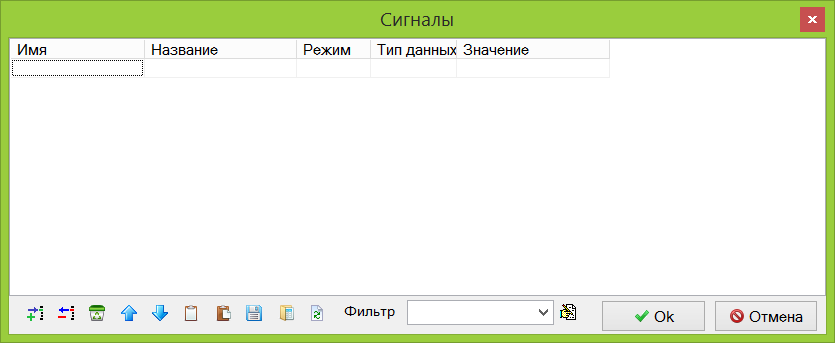 Сигналы
Имя Название Режим Тип данных Значение
Фильтр Ok Отмена